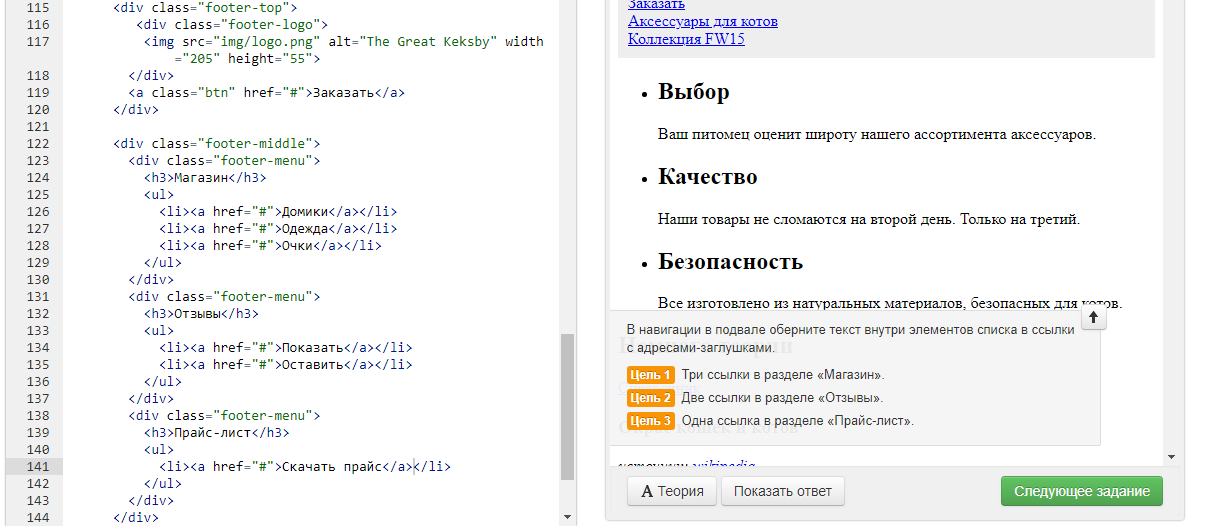 115 <div class="footer-top">
116 <div class="footer-logo">
117 <img src="img/logo.png" alt="The Great Keksby" width
="205" height="55">
118 </div>
119 <a class="btn" href="#">Заказать</a>
120 </div>
121
122 <div class="footer-middle">
123 <div class="footer-menu">
124 <h3>Магазин</h3>
125 <ul>
126 <li><a href="#">Домики</a></li>
127 <li><a href="#">Одежда</a></li>
128 <li><a href="#">Очки</a></li>
129 </ul>
130 </div>
131 <div class="footer-menu">
132 <h3>Отзывы</h3>
133 <ul>
134 <li><a href="#">Показать</a></li>
135 <li><a href="#">Оставить</a></li>
136 </ul>
137 </div>
138 <div class="footer-menu">
139 <h3>Прайс-лист</h3>
140 <ul>
141 <li><a href="#">Скачать прайс</a></li>
142 </ul>
143 </div>
144 </div>
Заказать
Аксессуары для котов
Коллекция FW15
Выбор
Ваш питомец оценит широту нашего ассортимента аксессуаров.
Качество
Наши товары не сломаются на второй день. Только на третий.
Безопасность
Все изготовлено из натуральных материалов, безопасных для котов.
В навигации в подвале оберните текст внутри элементов списка в ссылки
с адресами-заглушками.
Цель 1 Три ссылки в разделе «Магазин».
Цель 2 Две ссылки в разделе «Отзывы».
Цель 3 Одна ссылка в разделе «Прайс-лист».
источник wikipedia
Теория
Показать ответ
Следующее задание